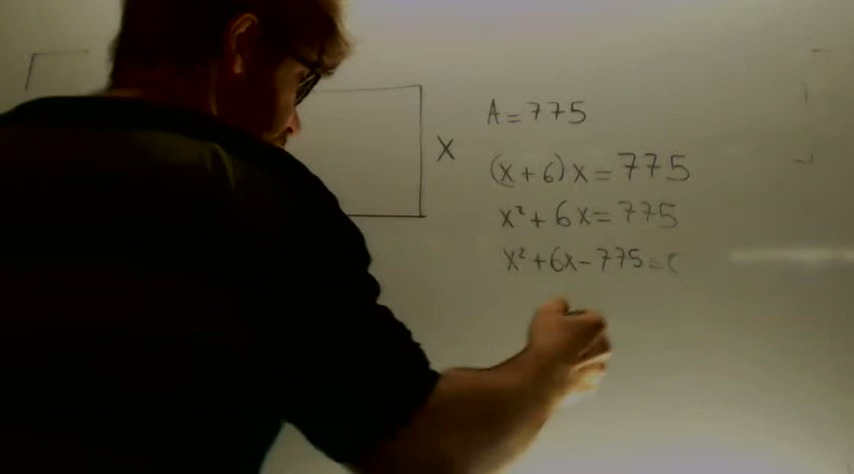 A = 775
X
(x + 6) x = 775
x² + 6x = 775
x² + 6x - 775 = 0